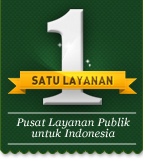 1
SATU LAYANAN
Pusat Layanan Publik
untuk Indonesia